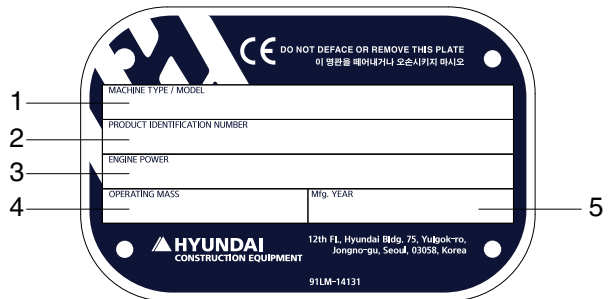 CE DO NOT DEFACE OR REMOVE THIS PLATE
이 명판을 떼어내거나 오손시키지 마시오
1 MACHINE TYPE / MODEL
2 PRODUCT IDENTIFICATION NUMBER
3 ENGINE POWER
4 OPERATING MASS Mfg. YEAR 5
HYUNDAI
CONSTRUCTION EQUIPMENT
12th Fl., Hyundai Bldg. 75, Yulgok-ro,
Jongno-gu, Seoul, 03058, Korea
91LM-14131